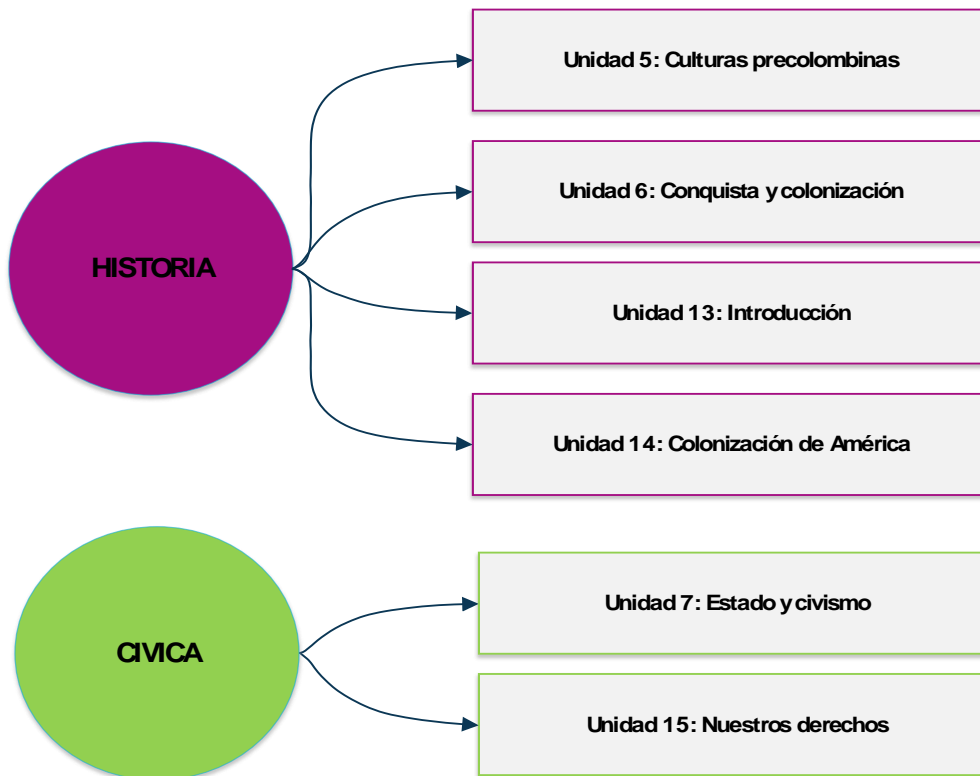 HISTORIA
Unidad 5: Culturas precolombinas
Unidad 6: Conquista y colonización
Unidad 13: Introducción
Unidad 14: Colonización de América
CIVICA
Unidad 7: Estado y civismo
Unidad 15: Nuestros derechos